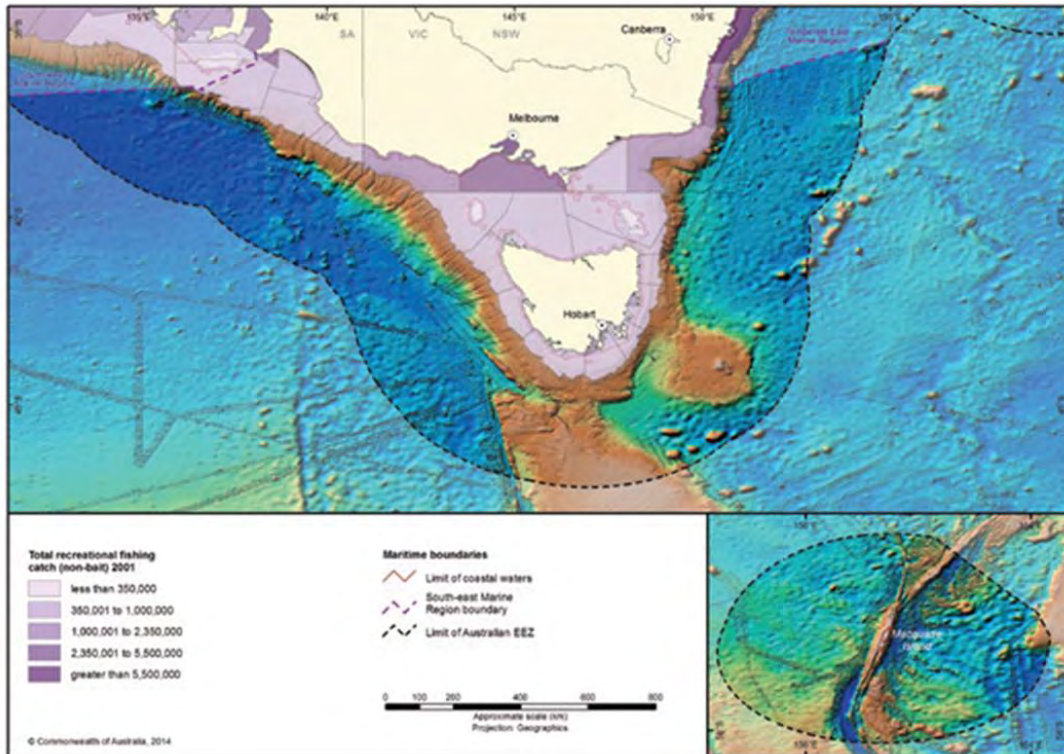 135°E
140°E
145°E
150°E
155°E
SA
VIC
NSW
Canberra
Marine Region
Melbourne
Hobart
Total recreational fishing
catch (non-bait) 2001
less than 350,000
350,001 to 1,000,000
1,000,001 to 2,350,000
2,350,001 to 5,500,000
greater than 5,500,000
Maritime boundaries
Limit of coastal waters
South-east Marine
Region boundary
Limit of Australian EEZ
0 100 200 400 600 800
Approximate scale (km)
Projection: Geographics
© Commonwealth of Australia, 2014
Macquarie
Island